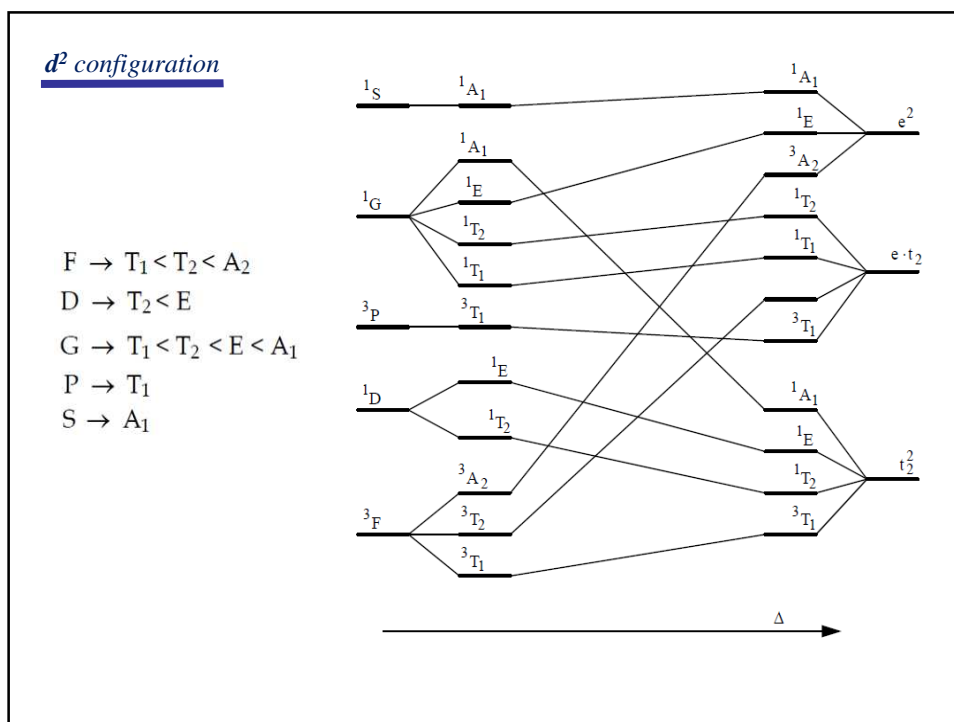 d² configuration
F → T₁ < T₂ < A₂
D → T₂ < E
G → T₁ < T₂ < E < A₁
P → T₁
S → A₁
¹S
¹G
³P
¹D
³F
¹A₁
¹A₁
¹E
¹T₂
¹T₁
³T₁
¹E
¹T₂
³A₂
³T₂
³T₁
¹A₁
¹E
³A₂
¹T₂
¹T₁
³T₁
¹A₁
¹E
¹T₂
³T₁
e²
e · t₂
t₂²
Δ